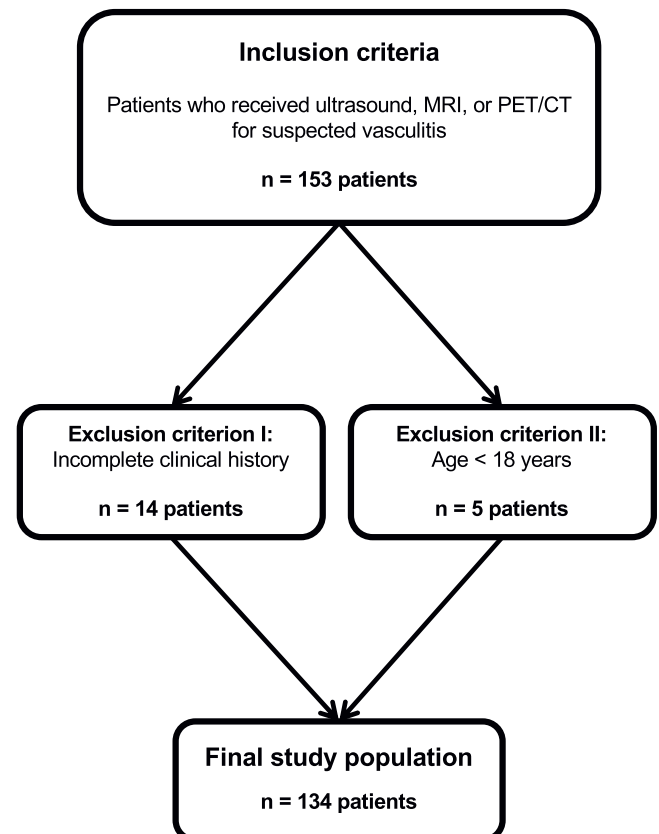 Inclusion criteria
Patients who received ultrasound, MRI, or PET/CT
for suspected vasculitis
n = 153 patients
Exclusion criterion I:
Incomplete clinical history
n = 14 patients
Exclusion criterion II:
Age < 18 years
n = 5 patients
Final study population
n = 134 patients